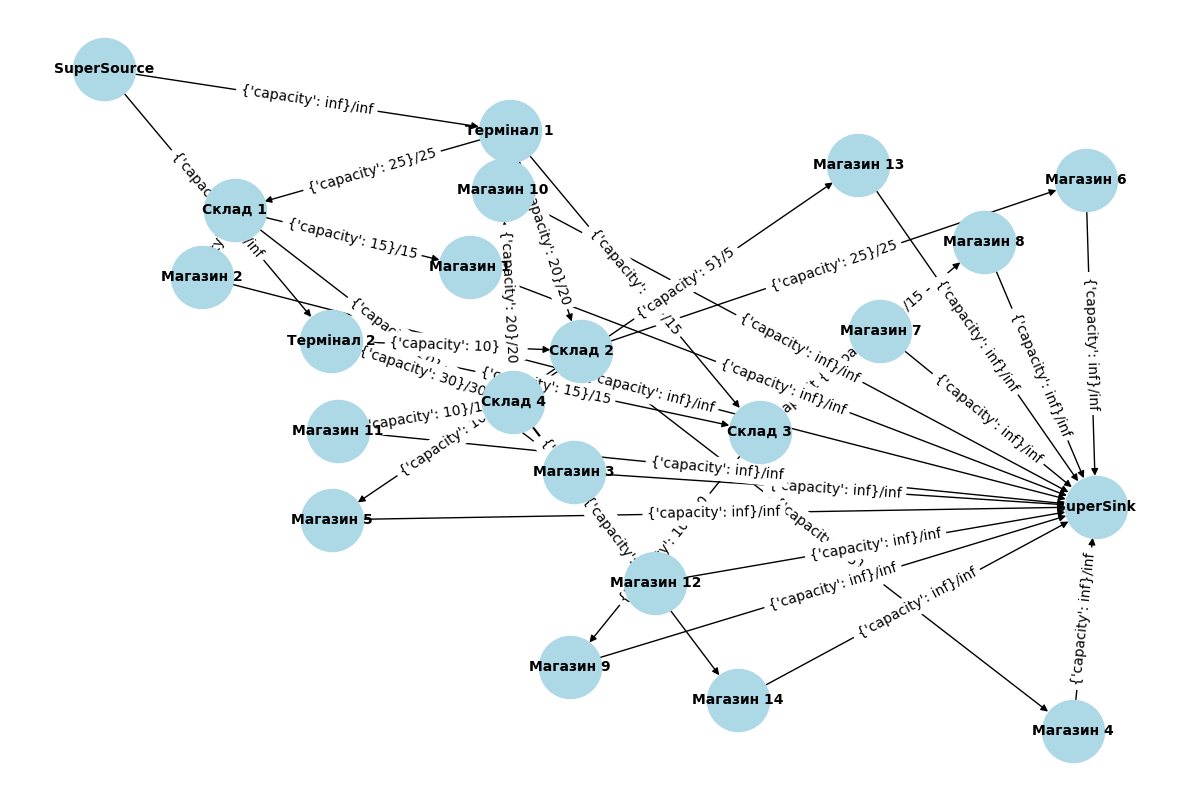 SuperSource
{'capacity': inf}/inf
Термінал 1
{'capacity': 25}/25
Магазин 13
Магазин 6
Магазин 10
Склад 1
{'capacity': 15}/15
{'capacity': 20}/20
Магазин 8
{'capacity': 5}/5
{'capacity': 25}/25
Магазин 2
Магазин
{'capacity': 20}/20
/15
/15
Магазин 7
Термінал 2
{'capacity': 10}
Склад 2
{'capacity': inf}/inf
{'capacity': inf}/inf
{'capacity': inf}/inf
{'capacity': inf}/inf
{'capacity': inf}/inf
{'capacity': 30}/30
15}/15
capacity': inf}/inf
{'capacity': inf}/inf
{'capacity': inf}/inf
Склад 4
'capacity': 10}/1
Магазин 11
Склад 3
{'capacity': 10
Магазин 3
{'capacity': inf}/inf
'capacity': inf}/inf
Магазин 5
{'capacity': inf}/inf
SuperSink
{'capacity':
{'capacity': inf}/inf
Магазин 12
{'capacity': inf}/inf
{'capacity': inf}/inf
{'capacity': inf}/inf
Магазин 9
Магазин 14
Магазин 4